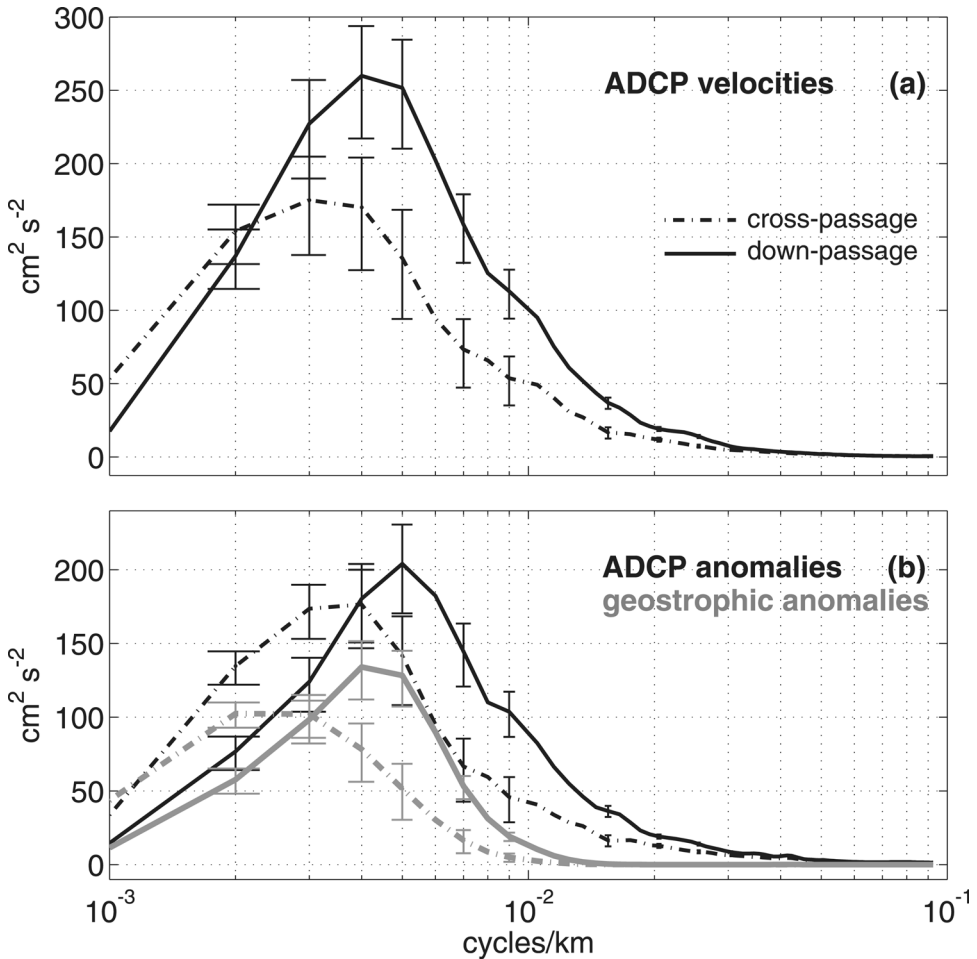 300
250
200
150
100
50
0
cm² s⁻²
ADCP velocities (a)
cross-passage
down-passage
200
150
100
50
0
cm² s⁻²
ADCP anomalies (b)
geostrophic anomalies
10⁻³ 10⁻² 10⁻¹
cycles/km